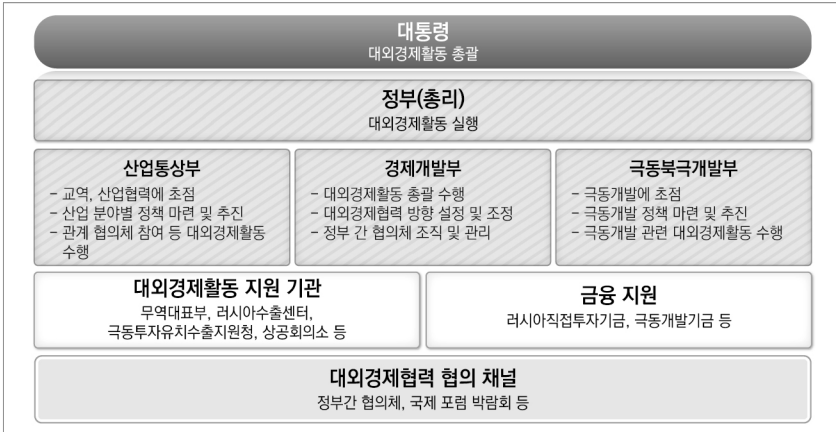 대통령
대외경제활동 총괄
정부(총리)
대외경제활동 실행
산업통상부
- 교역, 산업협력에 초점
- 산업 분야별 정책 마련 및 추진
- 관계 협의체 참여 등 대외경제활동
수행
경제개발부
- 대외경제활동 총괄 수행
- 대외경제협력 방향 설정 및 조정
- 정부 간 협의체 조직 및 관리
극동북극개발부
- 극동개발에 초점
- 극동개발 정책 마련 및 추진
- 극동개발 관련 대외경제활동 수행
대외경제활동 지원 기관
무역대표부, 러시아수출센터,
극동투자유치수출지원청, 상공회의소 등
금융 지원
러시아직접투자기금, 극동개발기금 등
대외경제협력 협의 채널
정부간 협의체, 국제 포럼 박람회 등